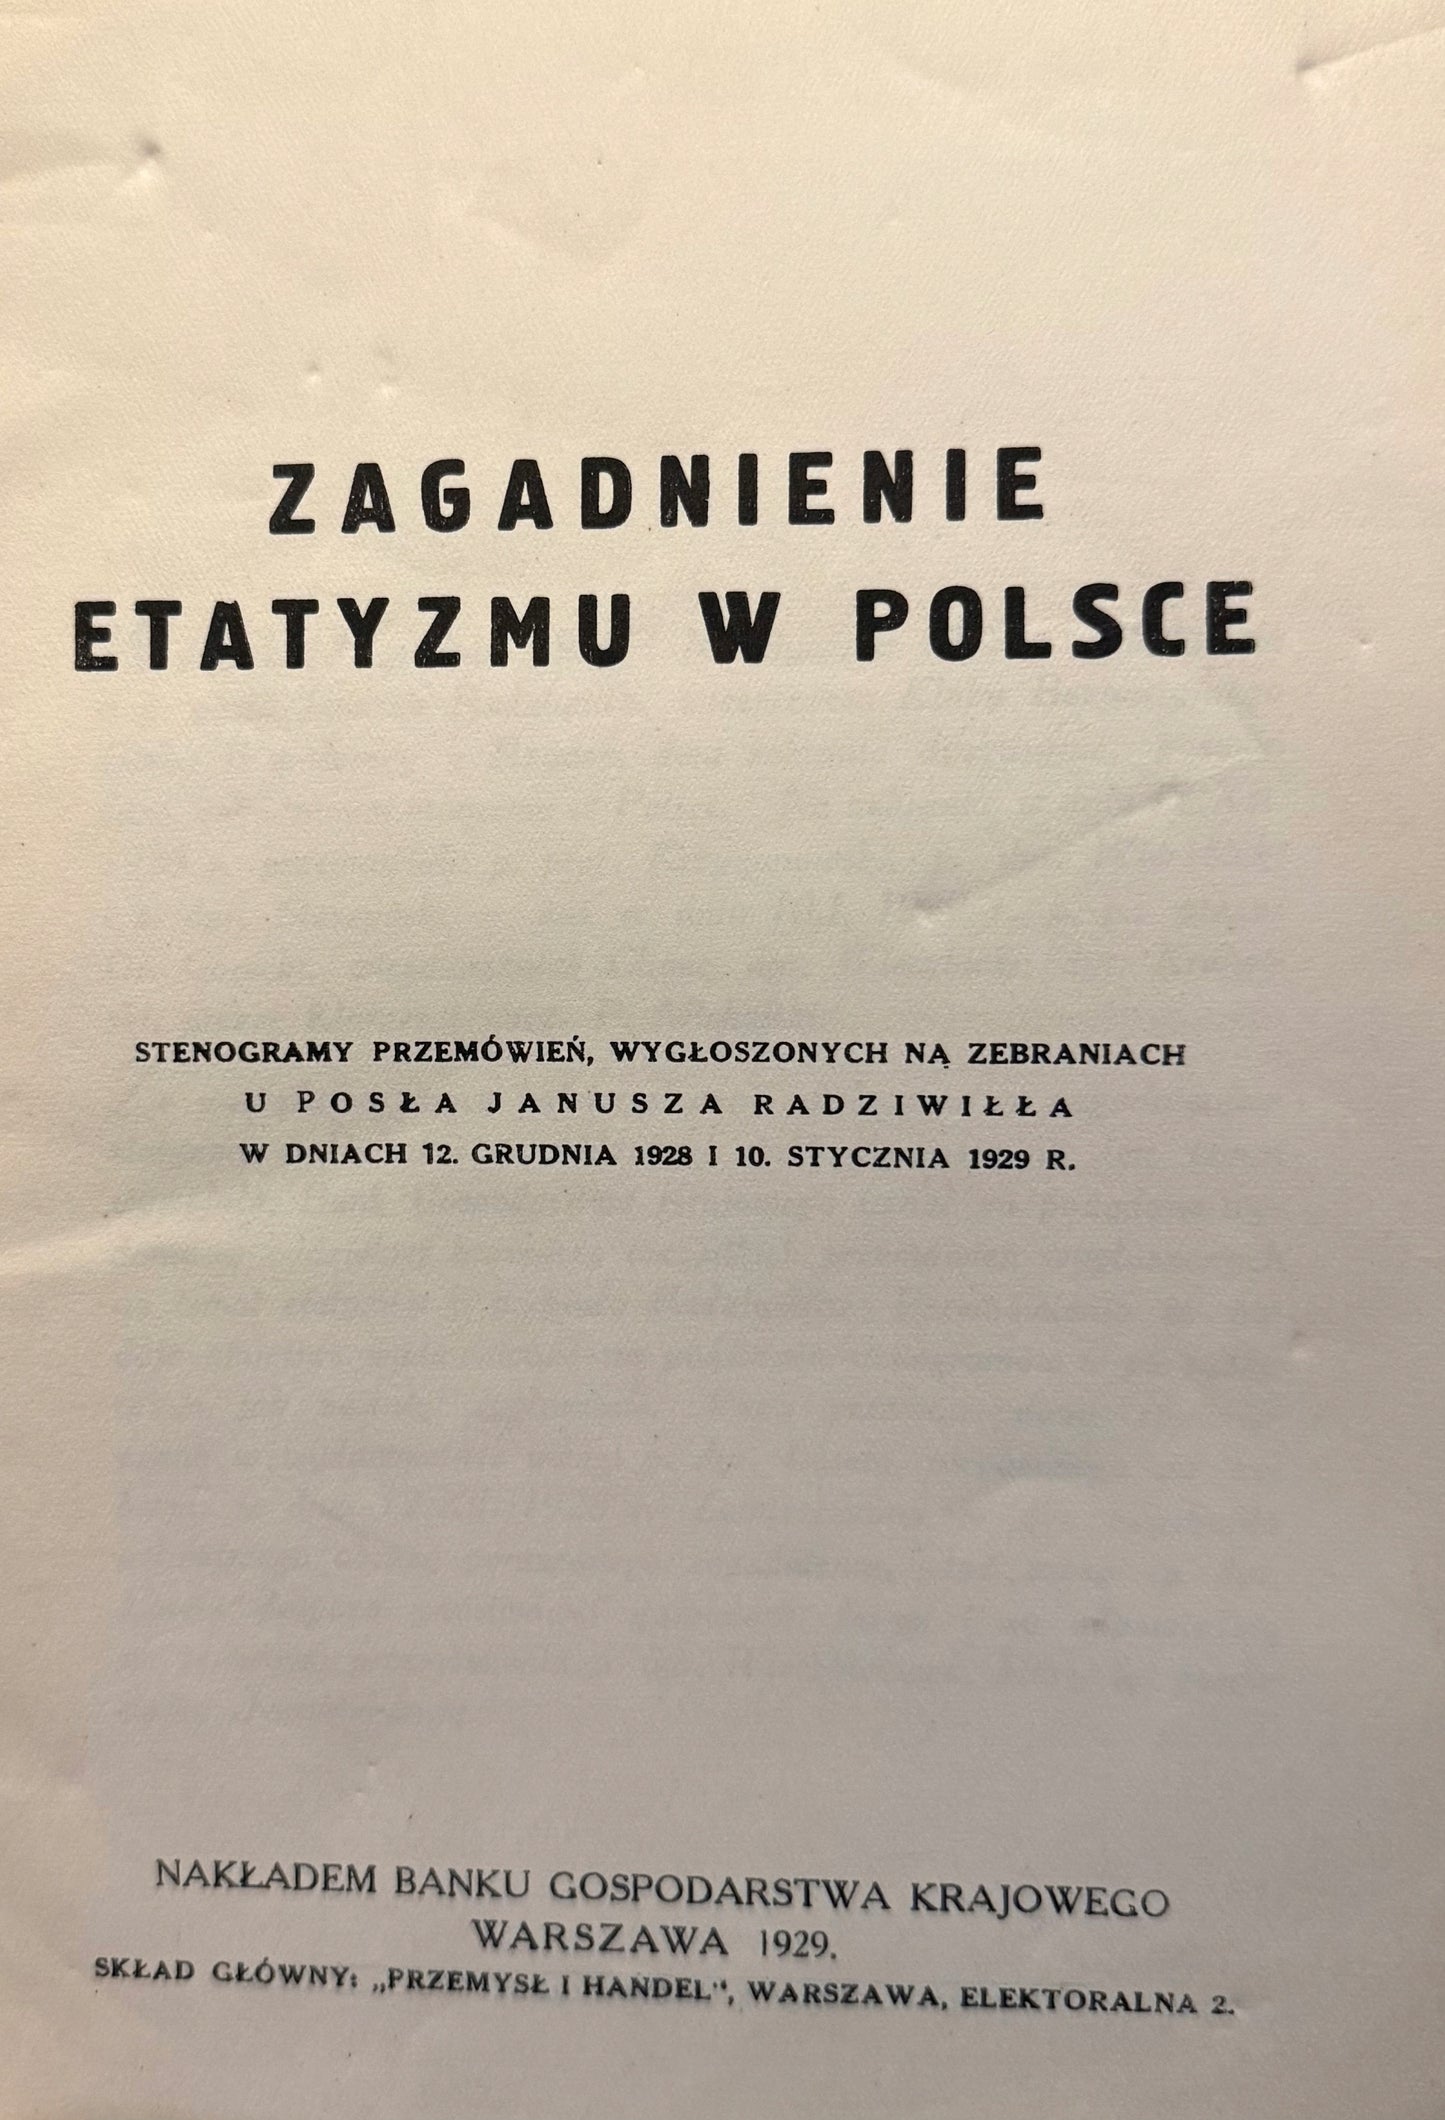 ZAGADNIENIE
ETATYZMU W POLSCE
STENOGRAMY PRZEMÓWIEŃ, WYGŁOSZONYCH NA ZEBRANIACH
U POSŁA JANUSZA RADZIWIŁŁA
W DNIACH 12. GRUDNIA 1928 I 10. STYCZNIA 1929 R.
NAKŁADEM BANKU GOSPODARSTWA KRAJOWEGO
WARSZAWA 1929.
SKŁAD GŁÓWNY: „PRZEMYSŁ I HANDEL“, WARSZAWA, ELEKTORALNA 2.